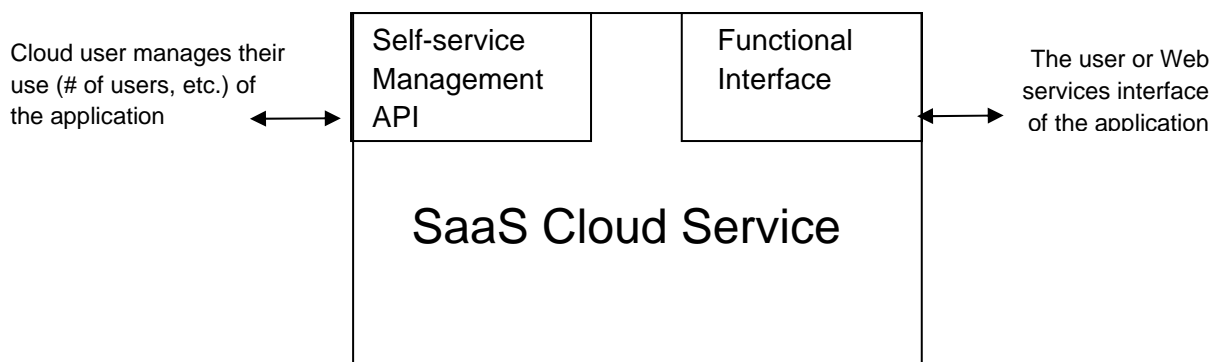 Cloud user manages their
use (# of users, etc.) of
the application
Self-service
Management
API
Functional
Interface
The user or Web
services interface
of the application
SaaS Cloud Service